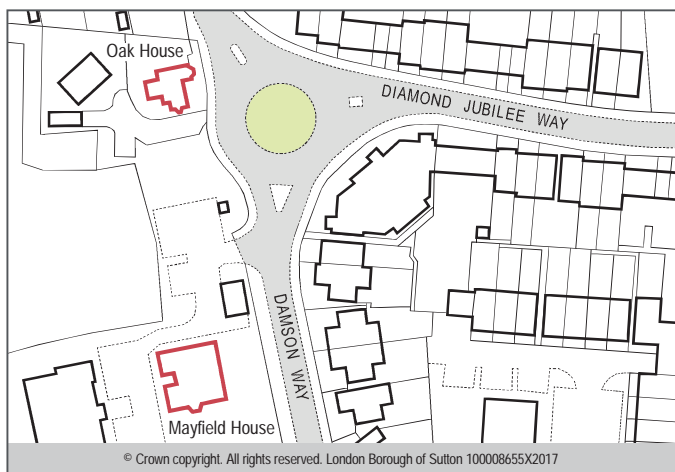 Oak House
DIAMOND JUBILEE WAY
DAMSON WAY
Mayfield House
© Crown copyright. All rights reserved. London Borough of Sutton 100008655X2017